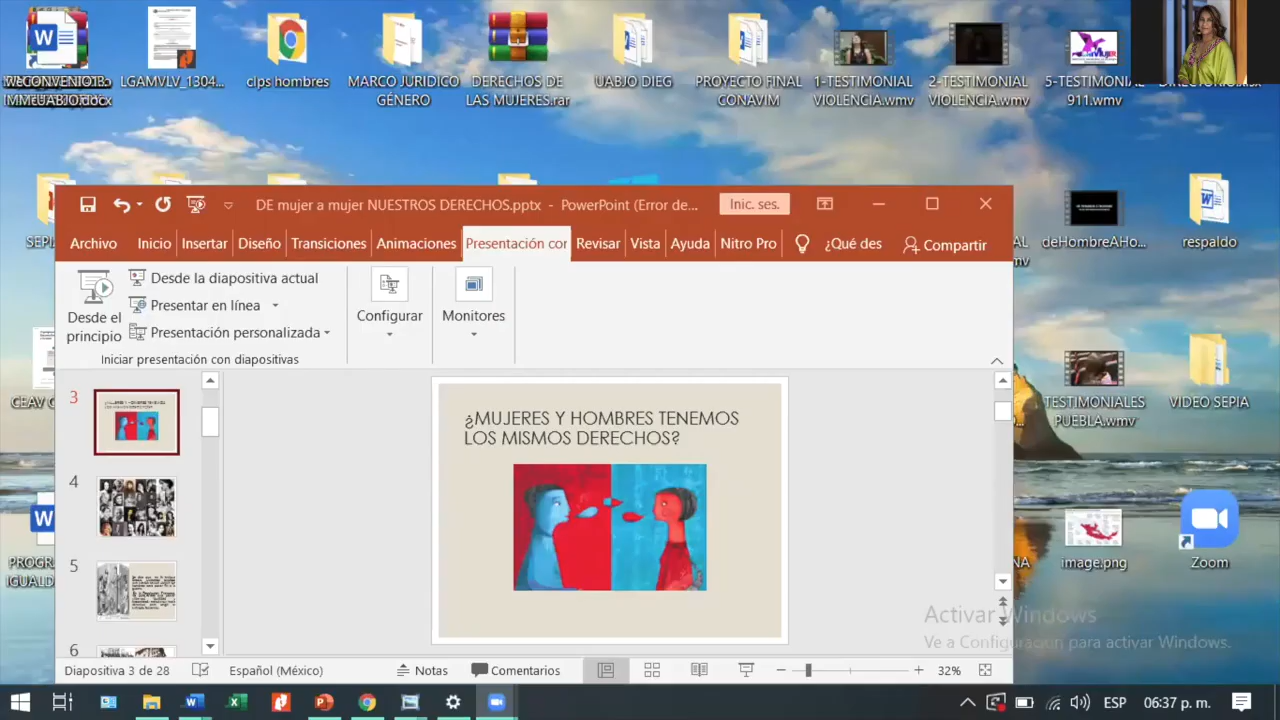 LGAMVLV_1304...
clps hombres
MARCO JURIDICO
GÉNERO
DERECHOS DE
LAS MUJERES.rar
UABJO DIEG
PROYECTO FINAL
CONAVIM
1-TESTIMONIAL
VIOLENCIA.wmv
2-TESTIMONIAL
VIOLENCIA.wmv
5-TESTIMONIAL
911.wmv
DE mujer a mujer NUESTROS DERECHOS.pptx - PowerPoint (Error de...
Inic. ses.
Archivo
Inicio
Insertar
Diseño
Transiciones
Animaciones
Presentación cor
Revisar
Vista
Ayuda
Nitro Pro
¿Qué des
Compartir
Desde el
principio
Desde la diapositiva actual
Presentar en línea
Presentación personalizada
Iniciar presentación con diapositivas
Configurar
Monitores
deHombreAHo...
respaldo
TESTIMONIALES
PUEBLA.wmv
VIDEO SEPIA
image.png
Zoom
3
4
5
6
¿MUJERES Y HOMBRES TENEMOS
LOS MISMOS DERECHOS?
Activar Windows
Ve a Configuración para activar Windows.
Diapositiva 3 de 28
Español (México)
Notas
Comentarios
32%
ESP
06:37 p. m.